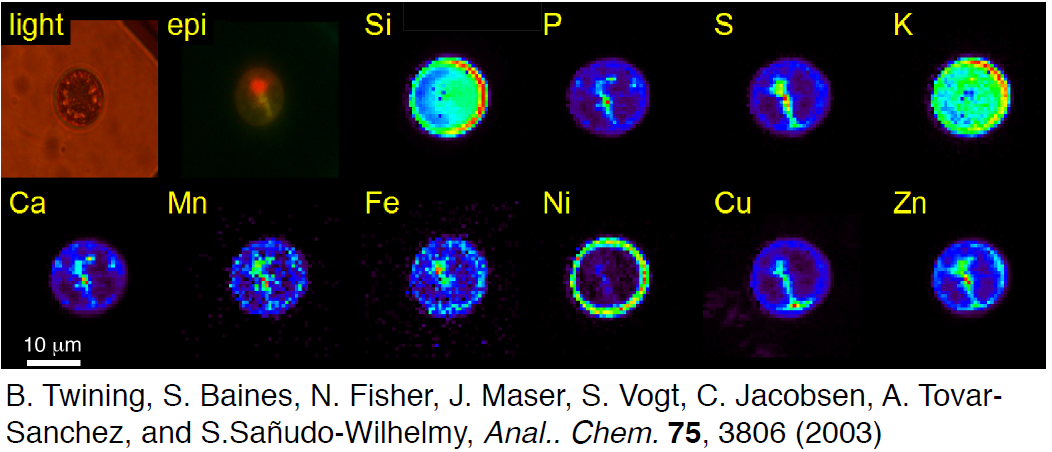 light epi Si P S K
Ca Mn Fe Ni Cu Zn
10 μm
B. Twining, S. Baines, N. Fisher, J. Maser, S. Vogt, C. Jacobsen, A. Tovar-
Sanchez, and S.Sañudo-Wilhelmy, Anal.. Chem. 75, 3806 (2003)